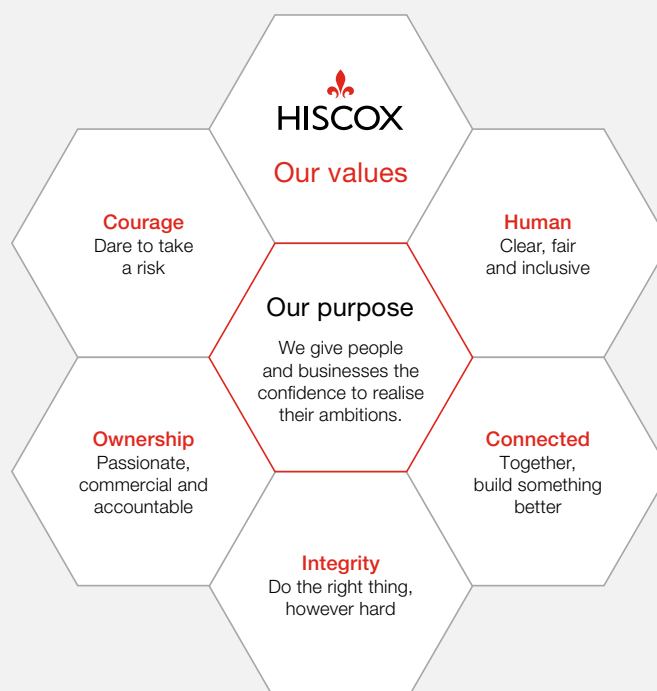 HISCOX
Our values
Courage
Dare to take
a risk
Human
Clear, fair
and inclusive
Our purpose
We give people
and businesses the
confidence to realise
their ambitions.
Ownership
Passionate,
commercial and
accountable
Connected
Together,
build something
better
Integrity
Do the right thing,
however hard